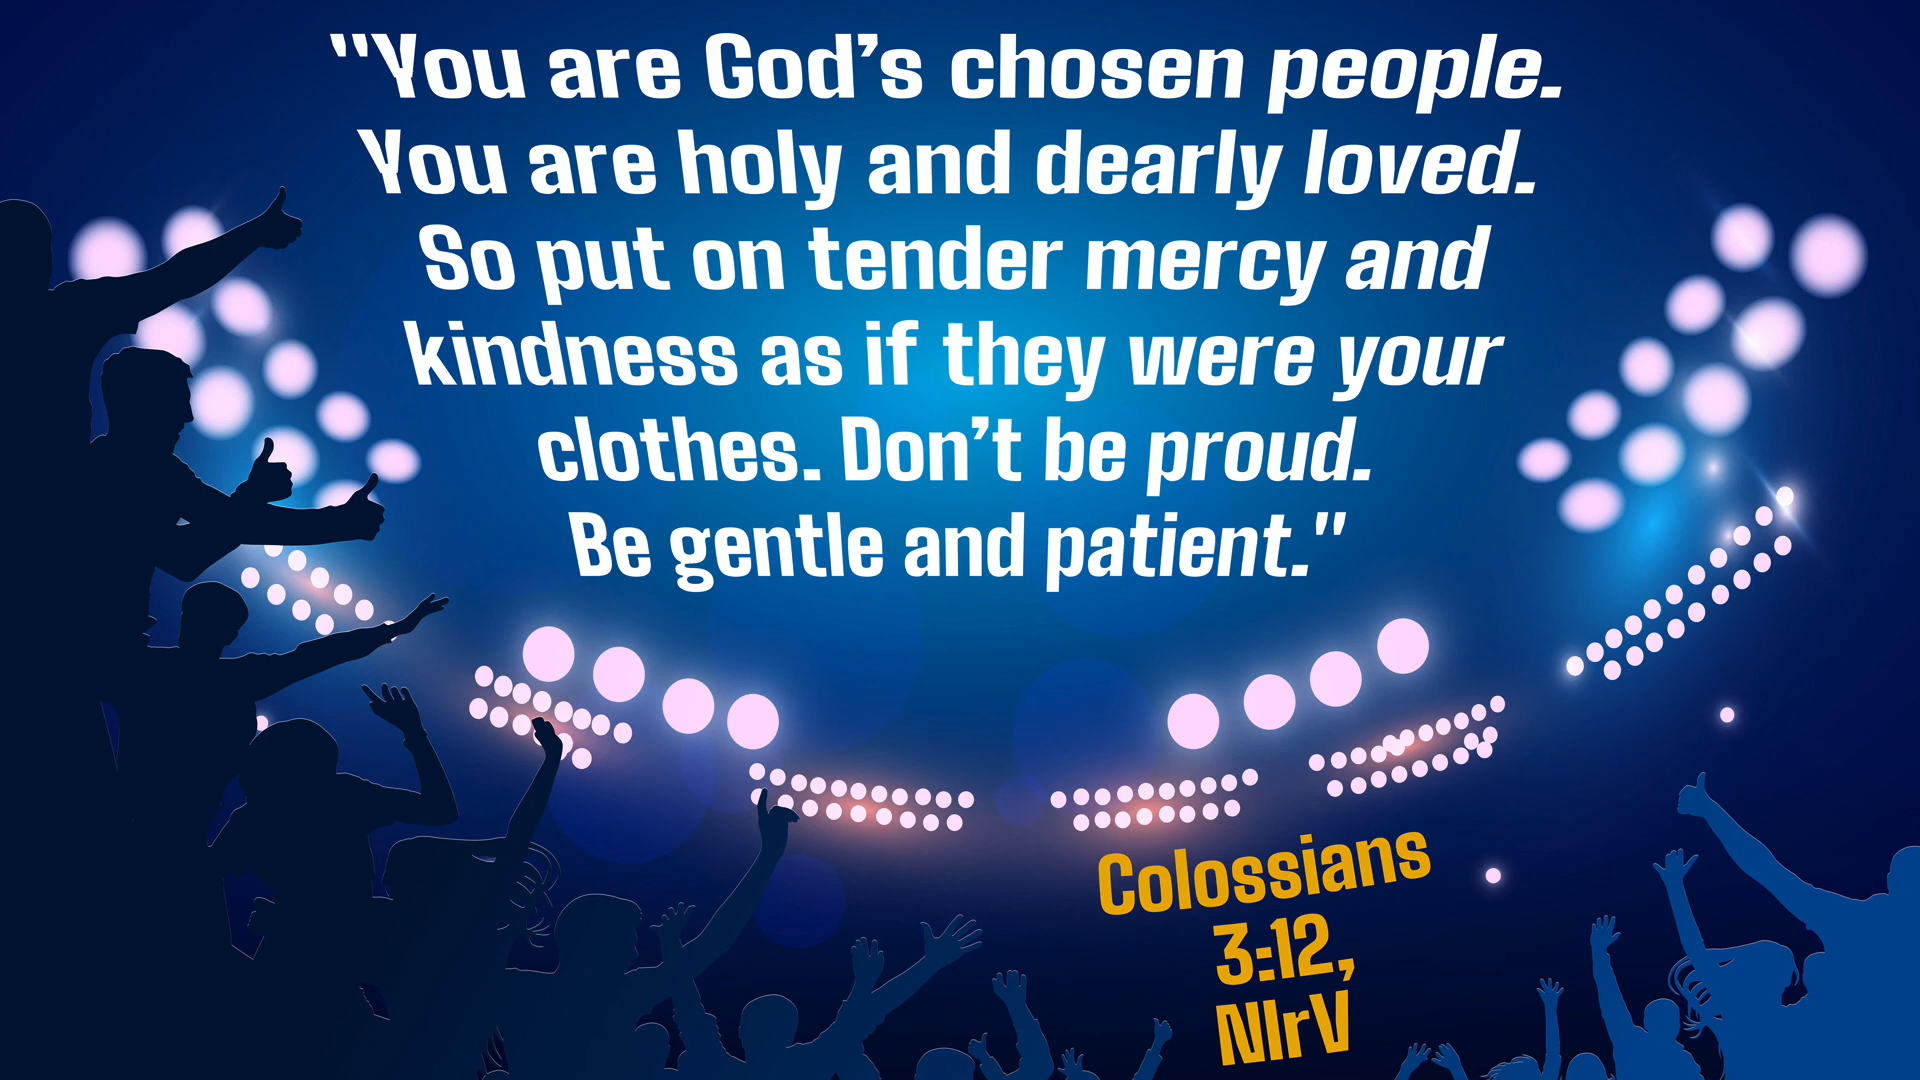 "You are God’s chosen people.
You are holy and dearly loved.
So put on tender mercy and
kindness as if they were your
clothes. Don’t be proud.
Be gentle and patient."
Colossians
3:12,
NIrV